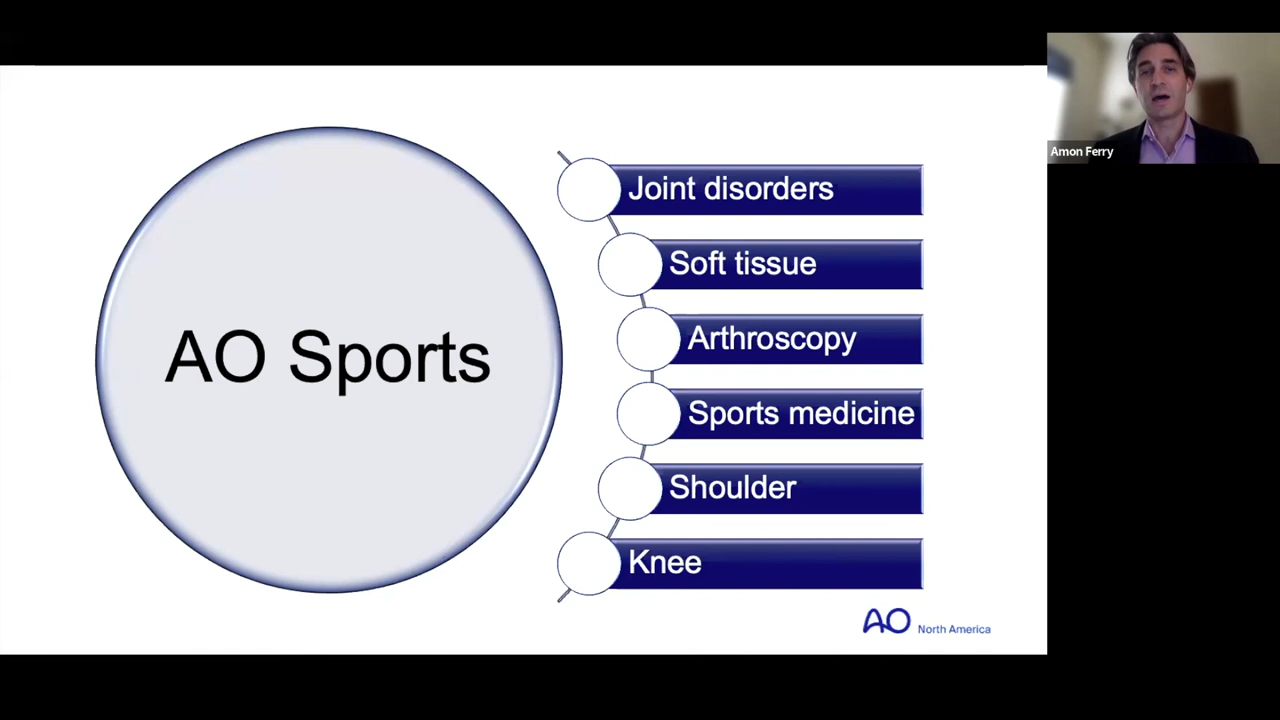 AO Sports
Joint disorders
Soft tissue
Arthroscopy
Sports medicine
Shoulder
Knee
AO North America
Amon Ferry